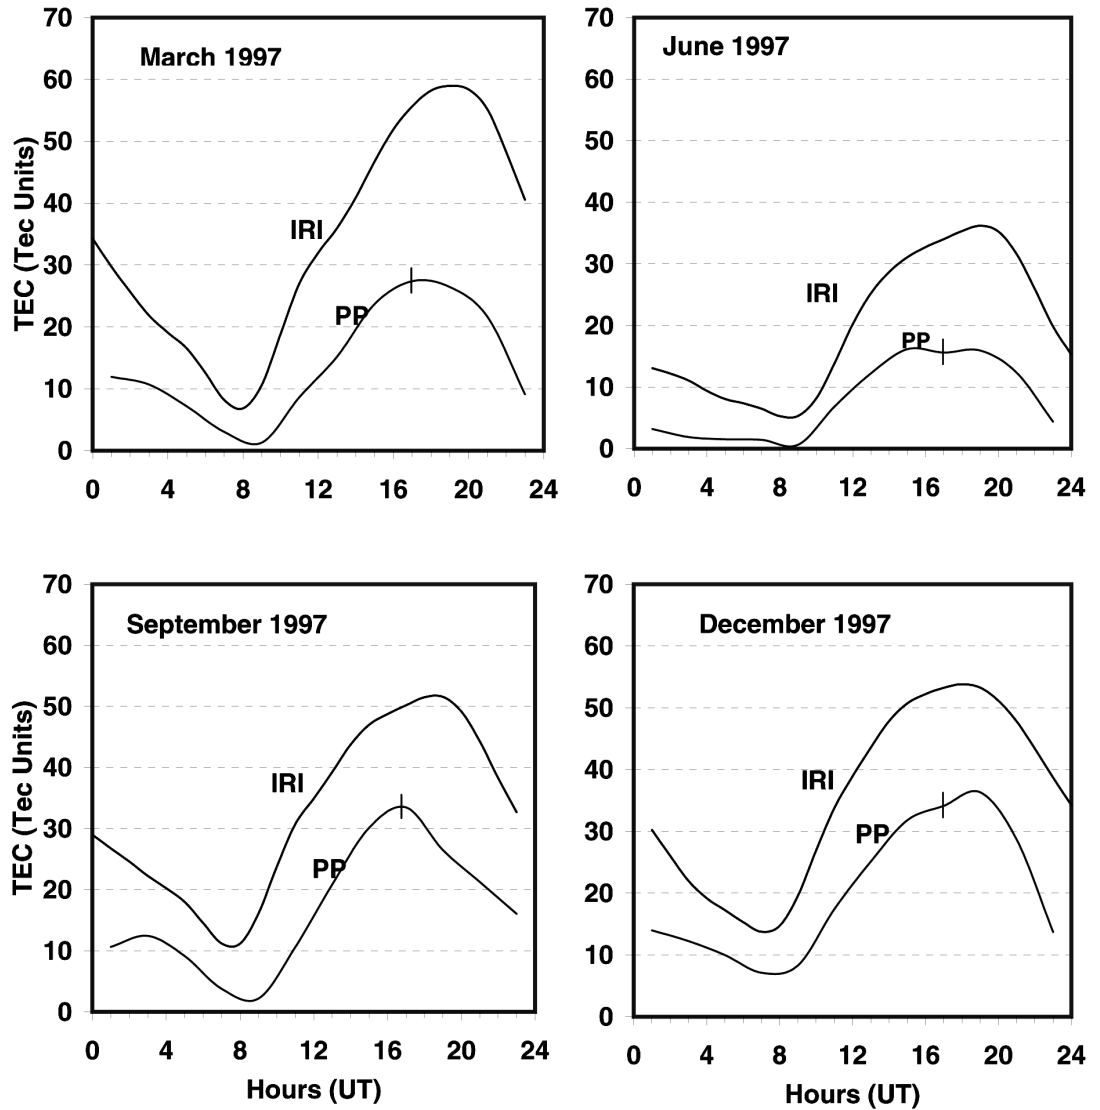 March 1997
TEC (Tec Units)
70
60
50
40
30
20
10
0
IRI
PP
0 4 8 12 16 20 24
June 1997
70
60
50
40
30
20
10
0
IRI
PP
0 4 8 12 16 20 24
September 1997
TEC (Tec Units)
70
60
50
40
30
20
10
0
IRI
PP
0 4 8 12 16 20 24
Hours (UT)
December 1997
70
60
50
40
30
20
10
0
IRI
PP
0 4 8 12 16 20 24
Hours (UT)